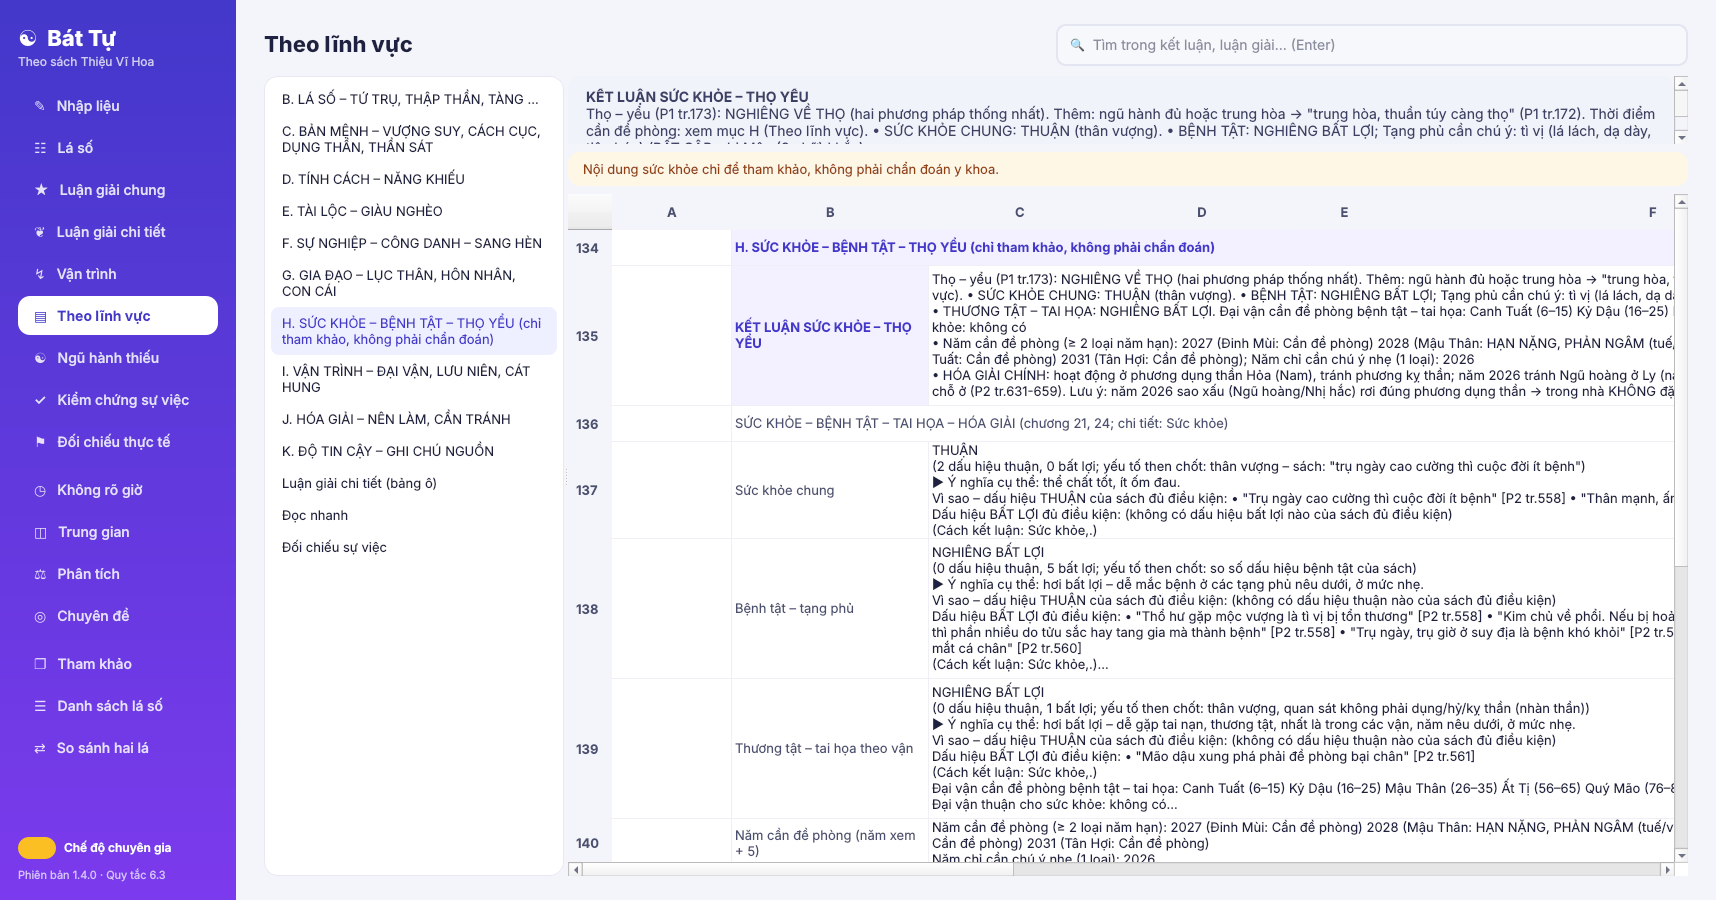 Bát Tự
Theo sách Thiệu Vĩ Hoa
Nhập liệu
Lá số
Luận giải chung
Luận giải chi tiết
Vận trình
Theo lĩnh vực
Ngũ hành thiếu
Kiểm chứng sự việc
Đối chiếu thực tế
Không rõ giờ
Trung gian
Phân tích
Chuyên đề
Tham khảo
Danh sách lá số
So sánh hai lá
Chế độ chuyên gia
Phiên bản 1.4.0 · Quy tắc 6.3
Theo lĩnh vực
Tìm trong kết luận, luận giải... (Enter)
B. LÁ SỐ – TỨ TRỤ, THẬP THẦN, TÀNG ...
C. BẢN MỆNH – VƯỢNG SUY, CÁCH CỤC,
DỤNG THẦN, THẦN SÁT
D. TÍNH CÁCH – NĂNG KHIẾU
E. TÀI LỘC – GIÀU NGHÈO
F. SỰ NGHIỆP – CÔNG DANH – SANG HÈN
G. GIA ĐẠO – LỤC THÂN, HÔN NHÂN,
CON CÁI
H. SỨC KHỎE – BỆNH TẬT – THỌ YỂU (chỉ
tham khảo, không phải chẩn đoán)
I. VẬN TRÌNH – ĐẠI VẬN, LƯU NIÊN, CÁT
HUNG
J. HÓA GIẢI – NÊN LÀM, CẦN TRÁNH
K. ĐỘ TIN CẬY – GHI CHÚ NGUỒN
Luận giải chi tiết (bảng ô)
Đọc nhanh
Đối chiếu sự việc
KẾT LUẬN SỨC KHỎE – THỌ YỂU
Thọ – yểu (P1 tr.173): NGHIÊNG VỀ THỌ (hai phương pháp thống nhất). Thêm: ngũ hành đủ hoặc trung hòa → "trung hòa, thuần túy càng thọ" (P1 tr.172). Thời điểm
cần đề phòng: xem mục H (Theo lĩnh vực). • SỨC KHỎE CHUNG: THUẬN (thân vượng). • BỆNH TẬT: NGHIÊNG BẤT LỢI; Tạng phủ cần chú ý: tì vị (lá lách, dạ dày,
Nội dung sức khỏe chỉ để tham khảo, không phải chẩn đoán y khoa.
A B C D E F
134 H. SỨC KHỎE – BỆNH TẬT – THỌ YỂU (chỉ tham khảo, không phải chẩn đoán)
135 KẾT LUẬN SỨC KHỎE – THỌ
YỂU
Thọ – yểu (P1 tr.173): NGHIÊNG VỀ THỌ (hai phương pháp thống nhất). Thêm: ngũ hành đủ hoặc trung hòa → "trung hòa,
vực). • SỨC KHỎE CHUNG: THUẬN (thân vượng). • BỆNH TẬT: NGHIÊNG BẤT LỢI; Tạng phủ cần chú ý: tì vị (lá lách, dạ
• THƯƠNG TẬT – TAI HỌA: NGHIÊNG BẤT LỢI. Đại vận cần đề phòng bệnh tật – tai họa: Canh Tuất (6–15) Kỷ Dậu (16–25)
khỏe: không có
• Năm cần đề phòng (≥ 2 loại năm hạn): 2027 (Đinh Mùi: Cần đề phòng) 2028 (Mậu Thân: HẠN NẶNG, PHẢN NGÂM (tuế/
Tuất: Cần đề phòng) 2031 (Tân Hợi: Cần đề phòng); Năm chỉ cần chú ý nhẹ (1 loại): 2026
• HÓA GIẢI CHÍNH: hoạt động ở phương dụng thần Hỏa (Nam), tránh phương kỵ thần; năm 2026 tránh Ngũ hoàng ở Ly
chỗ ở (P2 tr.631-659). Lưu ý: năm 2026 sao xấu (Ngũ hoàng/Nhị hắc) rơi đúng phương dụng thần → trong nhà KHÔNG
136 SỨC KHỎE – BỆNH TẬT – TAI HỌA – HÓA GIẢI (chương 21, 24; chi tiết: Sức khỏe)
137 Sức khỏe chung
THUẬN
(2 dấu hiệu thuận, 0 bất lợi; yếu tố then chốt: thân vượng – sách: "trụ ngày cao cường thì cuộc đời ít bệnh")
▶ Ý nghĩa cụ thể: thể chất tốt, ít ốm đau.
Vì sao – dấu hiệu THUẬN của sách đủ điều kiện: • "Trụ ngày cao cường thì cuộc đời ít bệnh" [P2 tr.558] • "Thân mạnh,
Dấu hiệu BẤT LỢI đủ điều kiện: (không có dấu hiệu bất lợi nào của sách đủ điều kiện)
(Cách kết luận: Sức khỏe,.)
138 Bệnh tật – tạng phủ
NGHIÊNG BẤT LỢI
(0 dấu hiệu thuận, 5 bất lợi; yếu tố then chốt: so số dấu hiệu bệnh tật của sách)
▶ Ý nghĩa cụ thể: hơi bất lợi – dễ mắc bệnh ở các tạng phủ nêu dưới, ở mức nhẹ.
Vì sao – dấu hiệu THUẬN của sách đủ điều kiện: (không có dấu hiệu thuận nào của sách đủ điều kiện)
Dấu hiệu BẤT LỢI đủ điều kiện: • "Thổ hư gặp mộc vượng là tì vị bị tổn thương" [P2 tr.558] • "Kim chủ về phổi. Nếu bị
thì phần nhiều do tửu sắc hay tang gia mà thành bệnh" [P2 tr.558] • "Trụ ngày, trụ giờ ở suy địa là bệnh khó khỏi" [P2
mắt cá chân" [P2 tr.560]
(Cách kết luận: Sức khỏe,.)...
139 Thương tật – tai họa theo vận
NGHIÊNG BẤT LỢI
(0 dấu hiệu thuận, 1 bất lợi; yếu tố then chốt: thân vượng, quan sát không phải dụng/hỷ/kỵ thần (nhàn thần))
▶ Ý nghĩa cụ thể: hơi bất lợi – dễ gặp tai nạn, thương tật, nhất là trong các vận, năm nêu dưới, ở mức nhẹ.
Vì sao – dấu hiệu THUẬN của sách đủ điều kiện: (không có dấu hiệu thuận nào của sách đủ điều kiện)
Dấu hiệu BẤT LỢI đủ điều kiện: • "Mão dậu xung phá phải đề phòng bại chân" [P2 tr.561]
(Cách kết luận: Sức khỏe,.)
Đại vận cần đề phòng bệnh tật – tai họa: Canh Tuất (6–15) Kỷ Dậu (16–25) Mậu Thân (26–35) Ất Tị (56–65) Quý Mão
Đại vận thuận cho sức khỏe: không có...
140 Năm cần đề phòng (năm xem
+ 5)
Năm cần đề phòng (≥ 2 loại năm hạn): 2027 (Đinh Mùi: Cần đề phòng) 2028 (Mậu Thân: HẠN NẶNG, PHẢN NGÂM
Cần đề phòng) 2031 (Tân Hợi: Cần đề phòng)
Năm chỉ cần chú ý nhẹ (1 loại): 2026